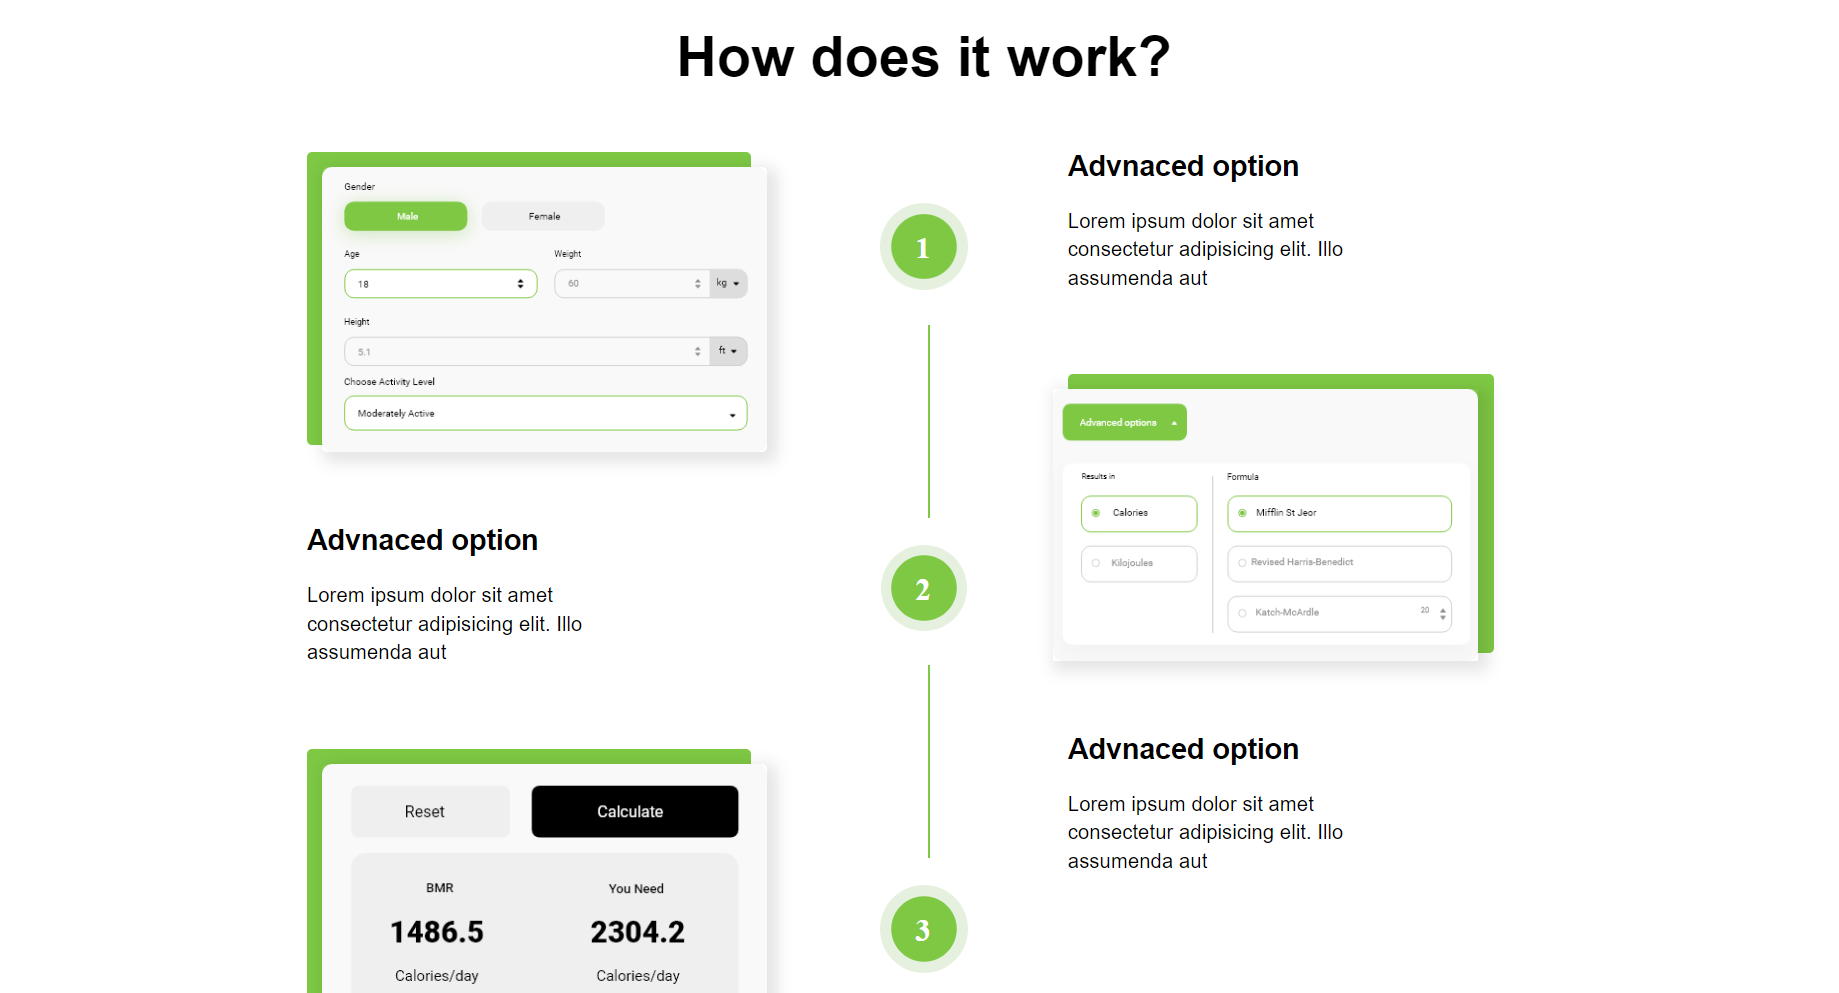 How does it work?
Gender
Male Female
Age Weight
18 60 kg
Height
5.1 ft
Choose Activity Level
Moderately Active
1
Advnaced option
Lorem ipsum dolor sit amet
consectetur adipisicing elit. Illo
assumenda aut
Advnaced option
Lorem ipsum dolor sit amet
consectetur adipisicing elit. Illo
assumenda aut
2
Advanced options
Results in Formula
Calories Mifflin St Jeor
Kilojoules Revised Harris-Benedict
Katch-McArdle 20
Reset Calculate
BMR You Need
1486.5 2304.2
Calories/day Calories/day
3
Advnaced option
Lorem ipsum dolor sit amet
consectetur adipisicing elit. Illo
assumenda aut